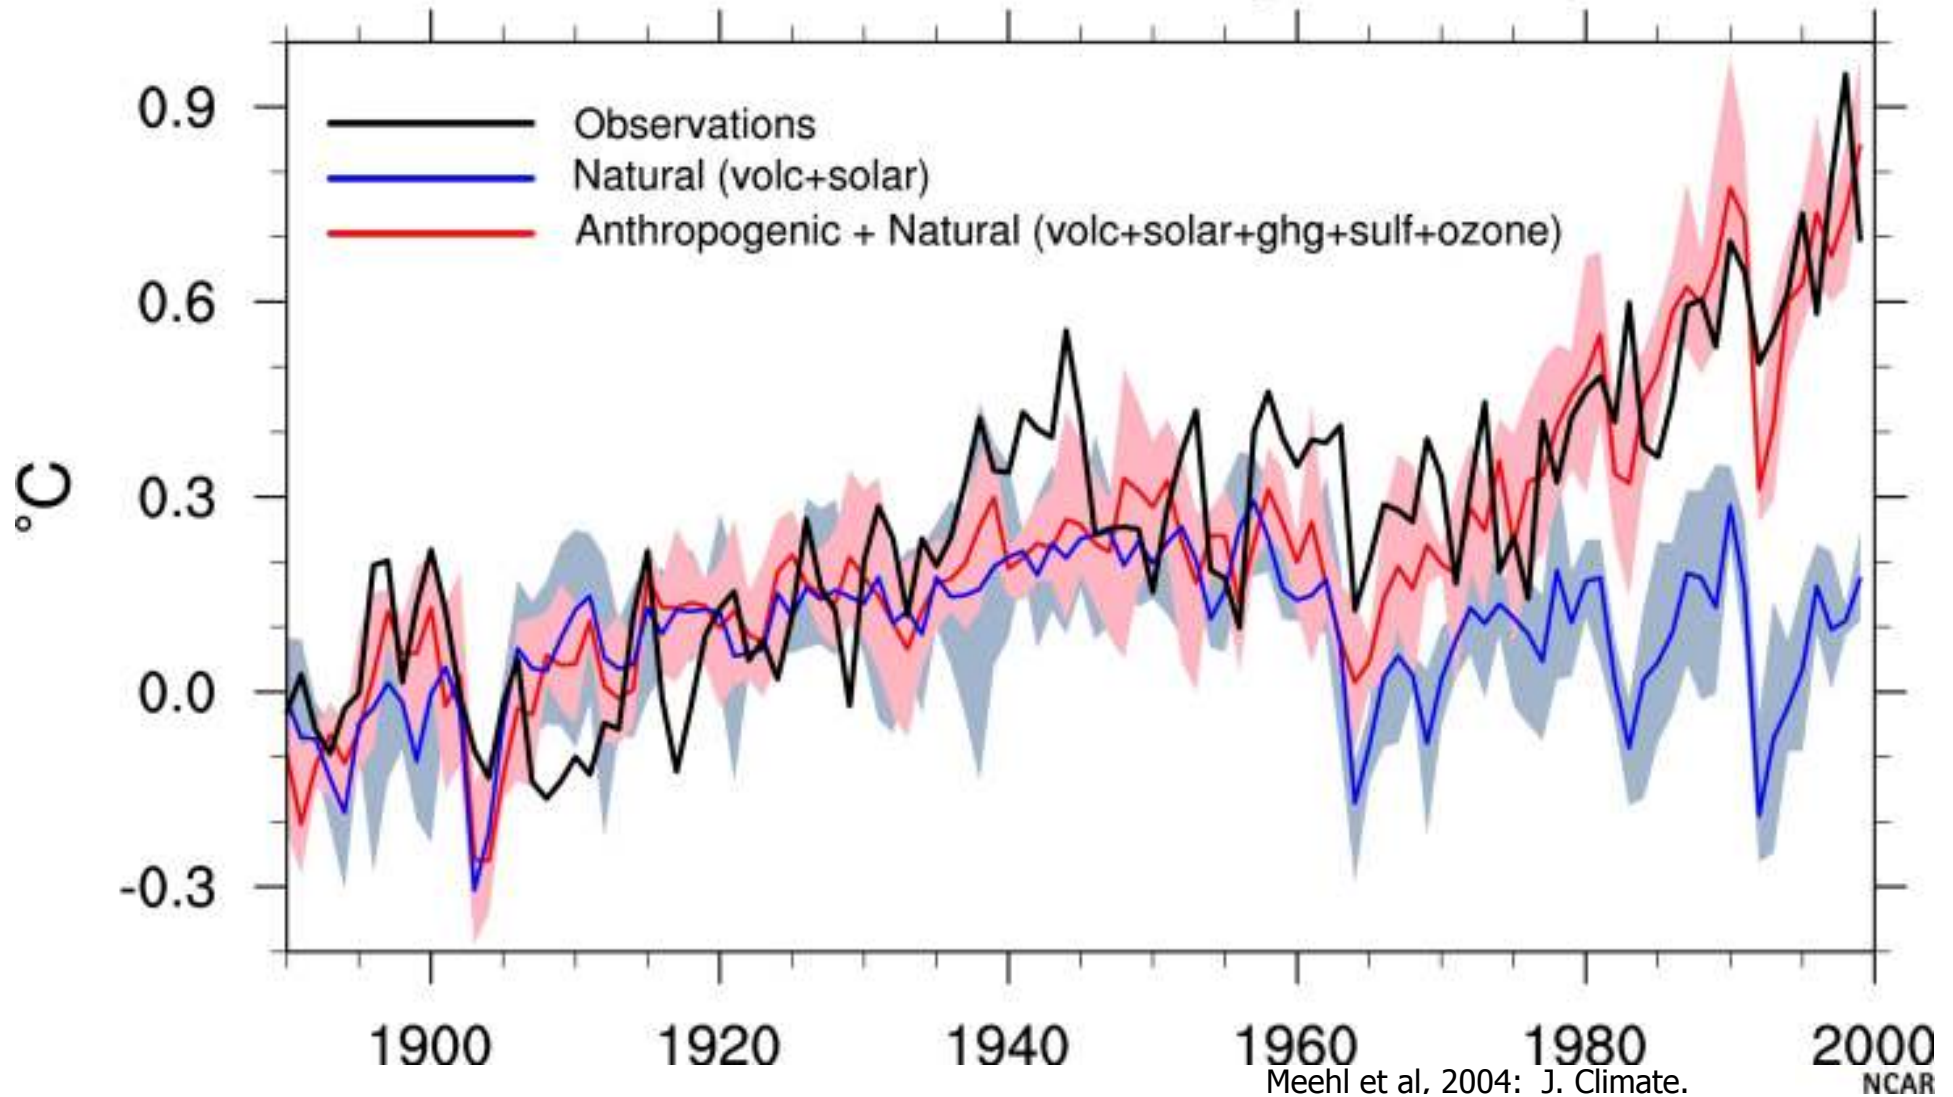 0.9
0.6
0.3
0.0
-0.3
°C
Observations
Natural (volc+solar)
Anthropogenic + Natural (volc+solar+ghg+sulf+ozone)
1900 1920 1940 1960 1980 2000
Meehl et al, 2004: J. Climate.
NCAR